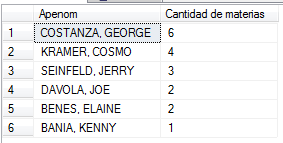 Apenom Cantidad de materias
1 COSTANZA, GEORGE 6
2 KRAMER, COSMO 4
3 SEINFELD, JERRY 3
4 DAVOLA, JOE 2
5 BENES, ELAINE 2
6 BANIA, KENNY 1